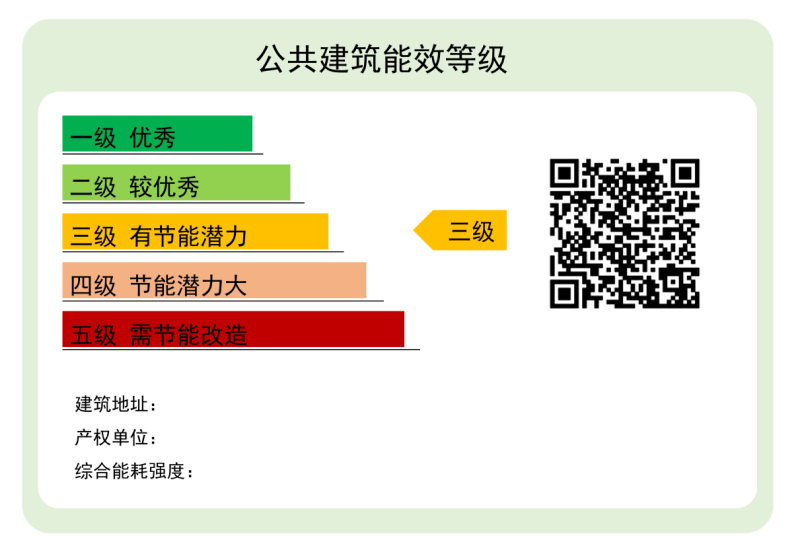 公共建筑能效等级
一级 优秀
二级 较优秀
三级 有节能潜力
三级
四级 节能潜力大
五级 需节能改造
建筑地址：
产权单位：
综合能耗强度：